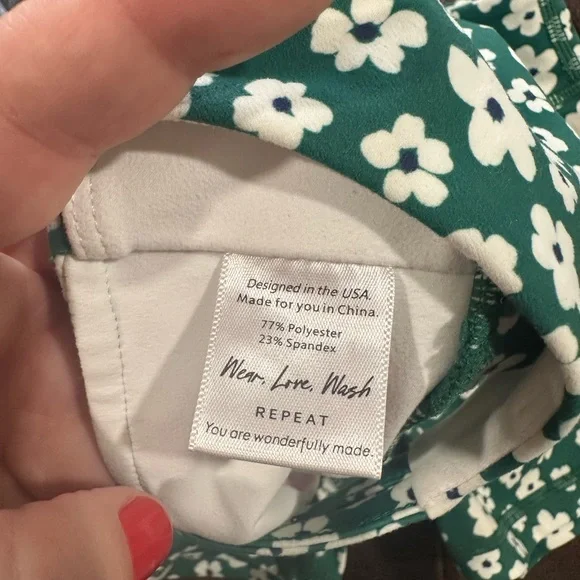 Designed in the USA.
Made for you in China.
77% Polyester
23% Spandex
Wear, Love, Wash
REPEAT
You are wonderfully made.